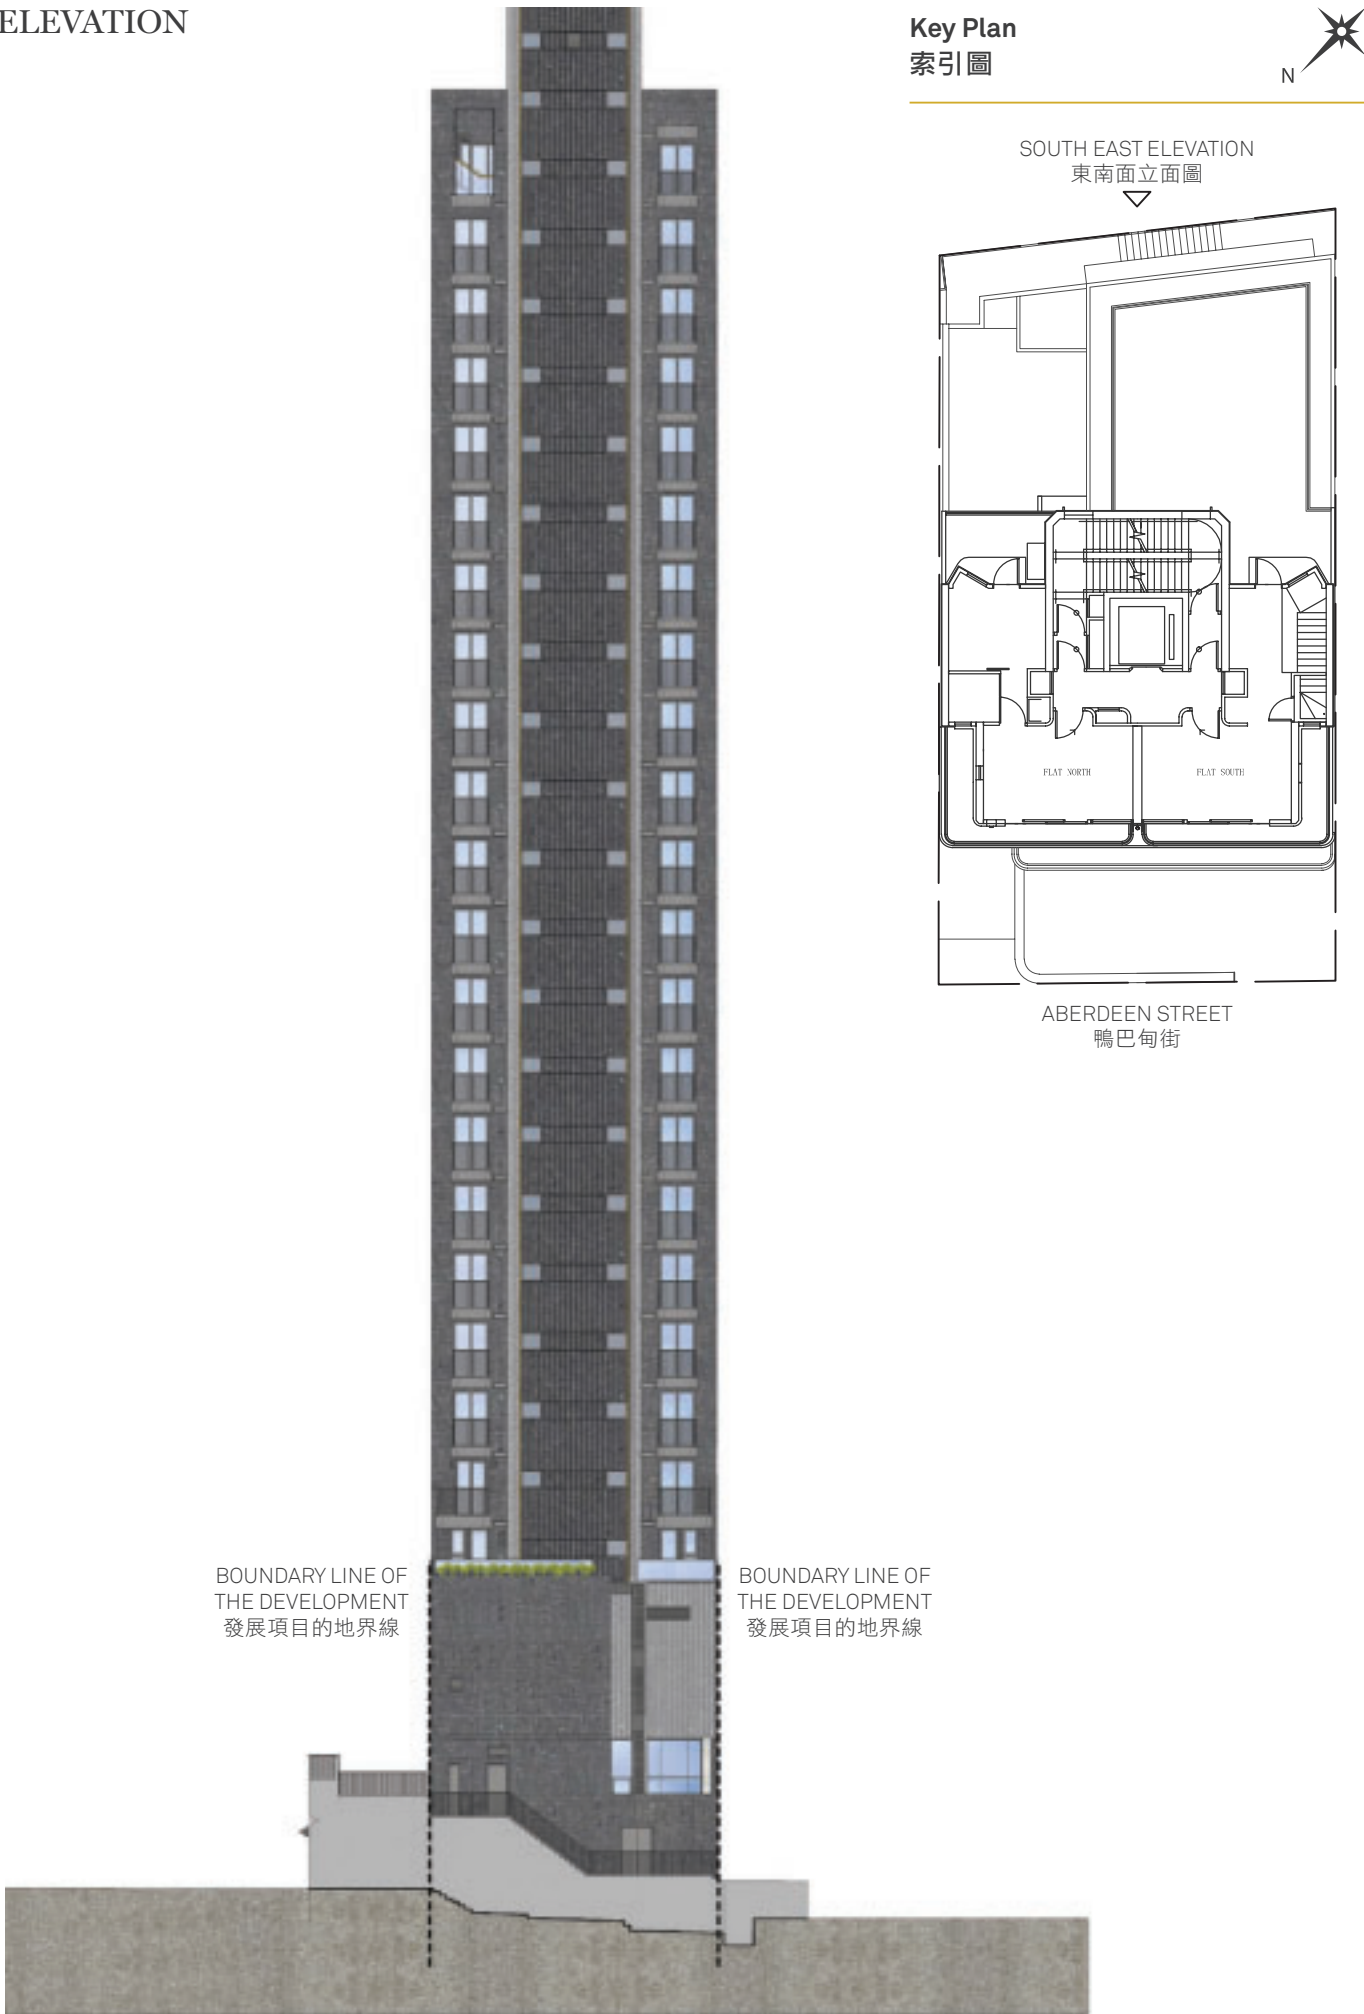 ELEVATION
Key Plan
索引圖
N
SOUTH EAST ELEVATION
東南面立面圖
FLAT NORTH
FLAT SOUTH
ABERDEEN STREET
鴨巴甸街
BOUNDARY LINE OF
THE DEVELOPMENT
發展項目的地界線
BOUNDARY LINE OF
THE DEVELOPMENT
發展項目的地界線